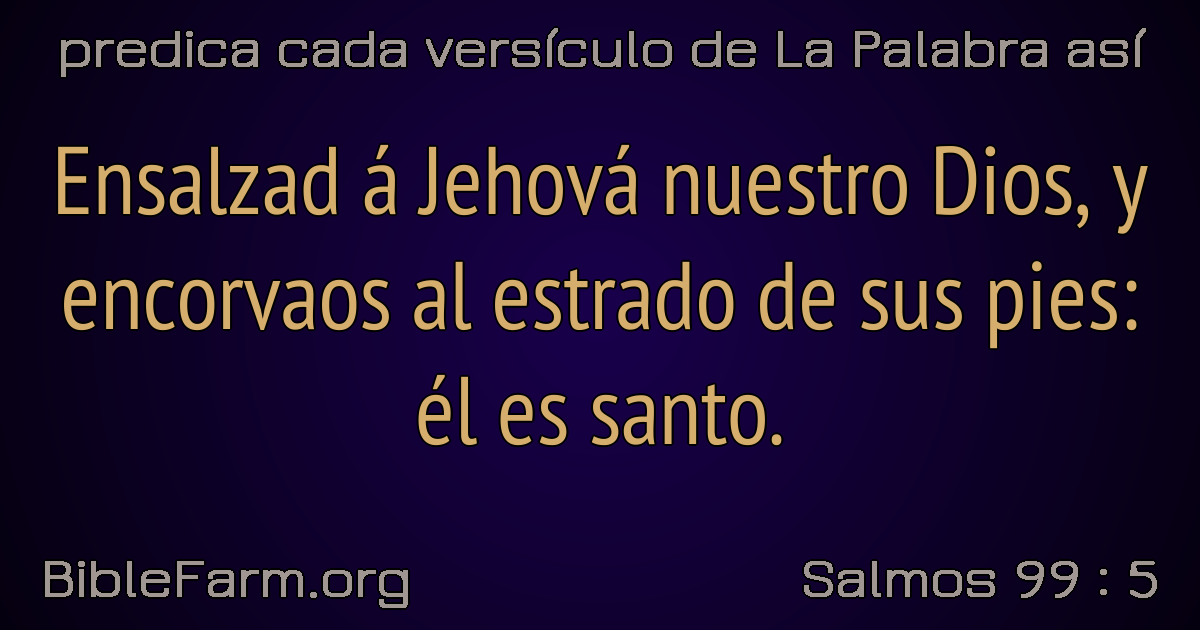 predica cada versículo de La Palabra así
Ensalzad á Jehová nuestro Dios, y
encorvaos al estrado de sus pies:
él es santo.
BibleFarm.org
Salmos 99 : 5